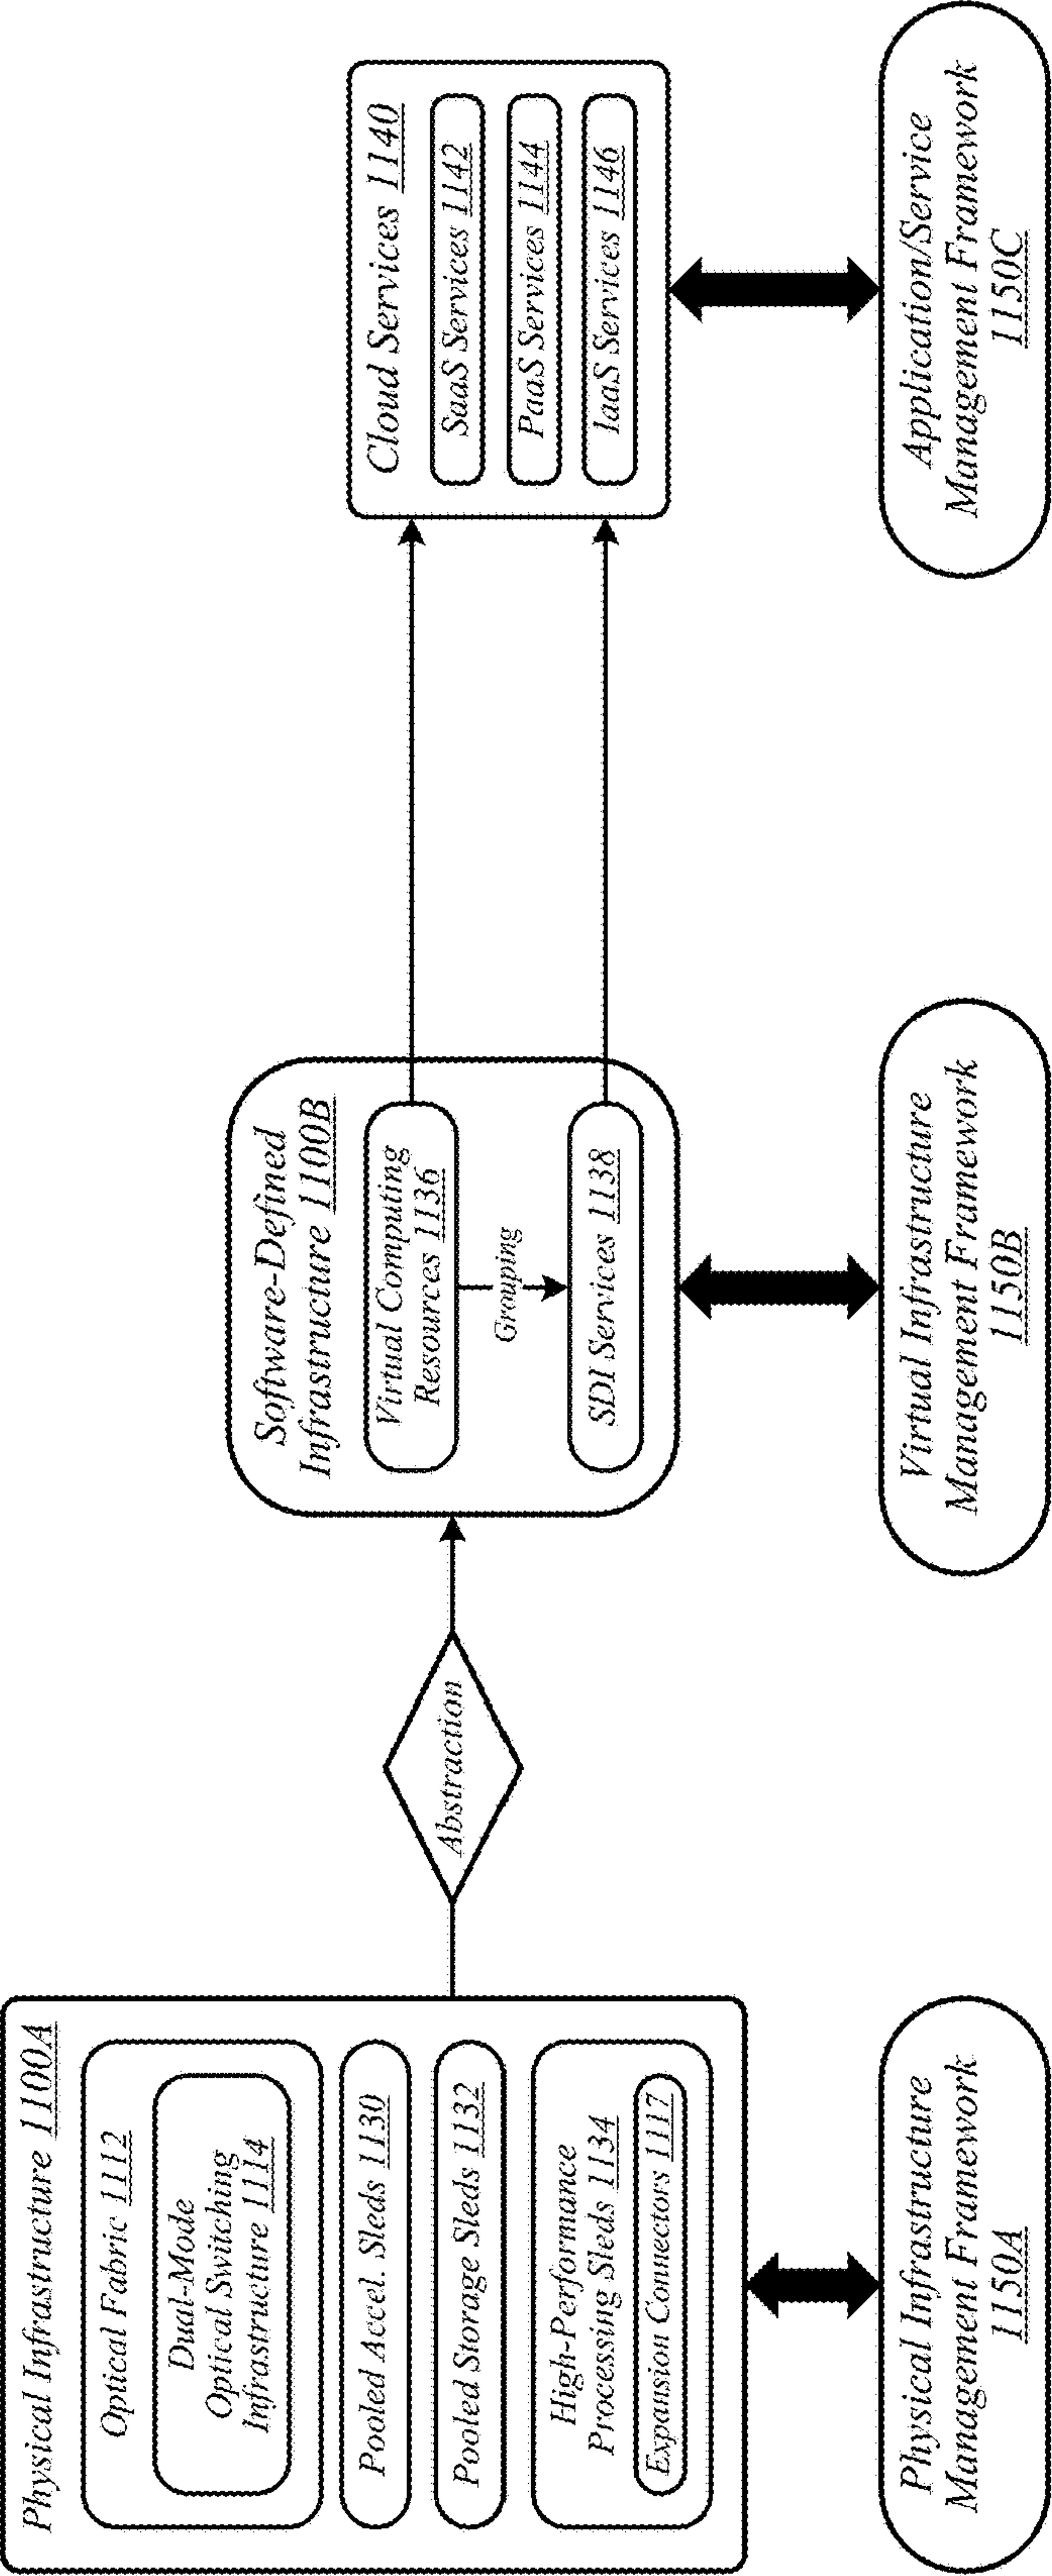 Physical Infrastructure 1100A
Optical Fabric 1112
Dual-Mode
Optical Switching
Infrastructure 1114
Pooled Accel. Sleds 1130
Pooled Storage Sleds 1132
High-Performance
Processing Sleds 1134
Expansion Connectors 1117
Physical Infrastructure
Management Framework
1150A
Abstraction
Software-Defined
Infrastructure 1100B
Virtual Computing
Resources 1136
Grouping
SDI Services 1138
Virtual Infrastructure
Management Framework
1150B
Cloud Services 1140
SaaS Services 1142
PaaS Services 1144
IaaS Services 1146
Application/Service
Management Framework
1150C